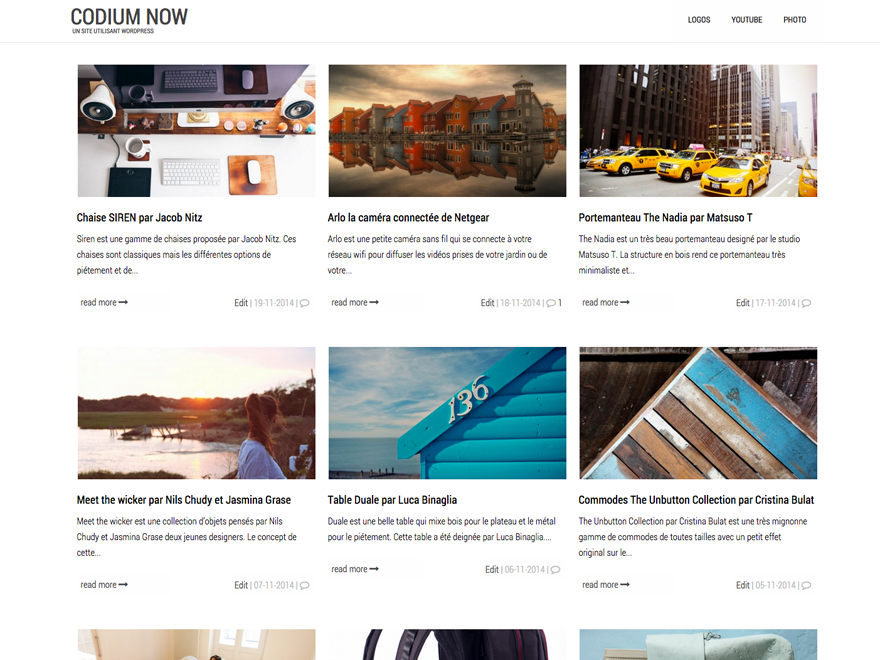 CODIUM NOW
UN SITE UTILISANT WORDPRESS
LOGOS YOUTUBE PHOTO
Chaise SIREN par Jacob Nitz
Siren est une gamme de chaises proposée par Jacob Nitz. Ces
chaises sont classiques mais les différentes options de
piétement et de...
read more
Edit | 19-11-2014 |
Arlo la caméra connectée de Netgear
Arlo est une petite caméra sans fil qui se connecte à votre
réseau wifi pour diffuser les vidéos prises de votre jardin ou de
votre...
read more
Edit | 18-11-2014 | 1
Portemanteau The Nadia par Matsuso T
The Nadia est un très beau portemanteau designé par le studio
Matsuso T. La structure en bois rend ce portemanteau très
minimaliste et...
read more
Edit | 17-11-2014 |
136
Meet the wicker par Nils Chudy et Jasmina Grase
Meet the wicker est une collection d'objets pensés par Nils
Chudy et Jasmina Grase deux jeunes designers. Le concept de
cette...
read more
Edit | 07-11-2014 |
Table Duale par Luca Binaglia
Duale est une belle table qui mixe bois pour le plateau et le métal
pour le piétement. Cette table a été deignée par Luca Binaglia....
read more
Edit | 06-11-2014 |
Commodes The Unbutton Collection par Cristina Bulat
The Unbutton Collection par Cristina Bulat est une très mignonne
gamme de commodes de toutes tailles avec un petit effet
original sur le...
read more
Edit | 05-11-2014 |